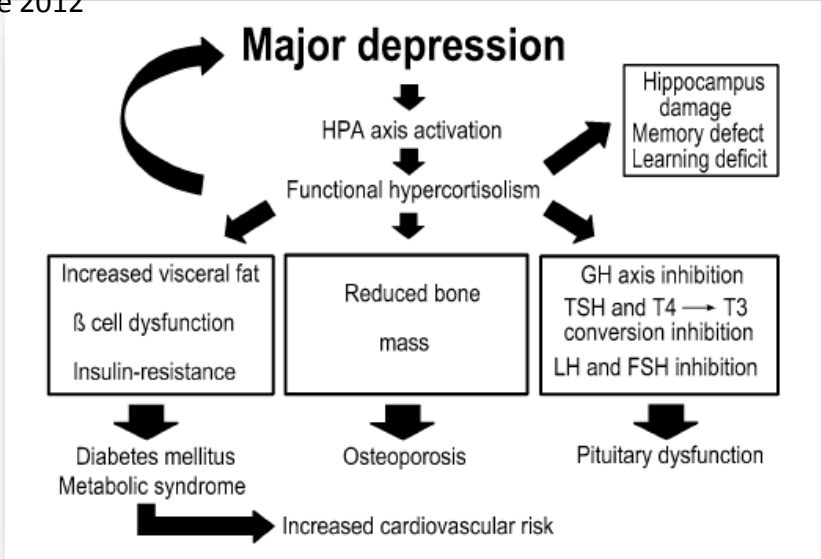 e 2012
Major depression
HPA axis activation
Functional hypercortisolism
Hippocampus
damage
Memory defect
Learning deficit
Increased visceral fat
ß cell dysfunction
Insulin-resistance
Reduced bone
mass
GH axis inhibition
TSH and T4 → T3
conversion inhibition
LH and FSH inhibition
Diabetes mellitus
Metabolic syndrome
Osteoporosis
Pituitary dysfunction
Increased cardiovascular risk